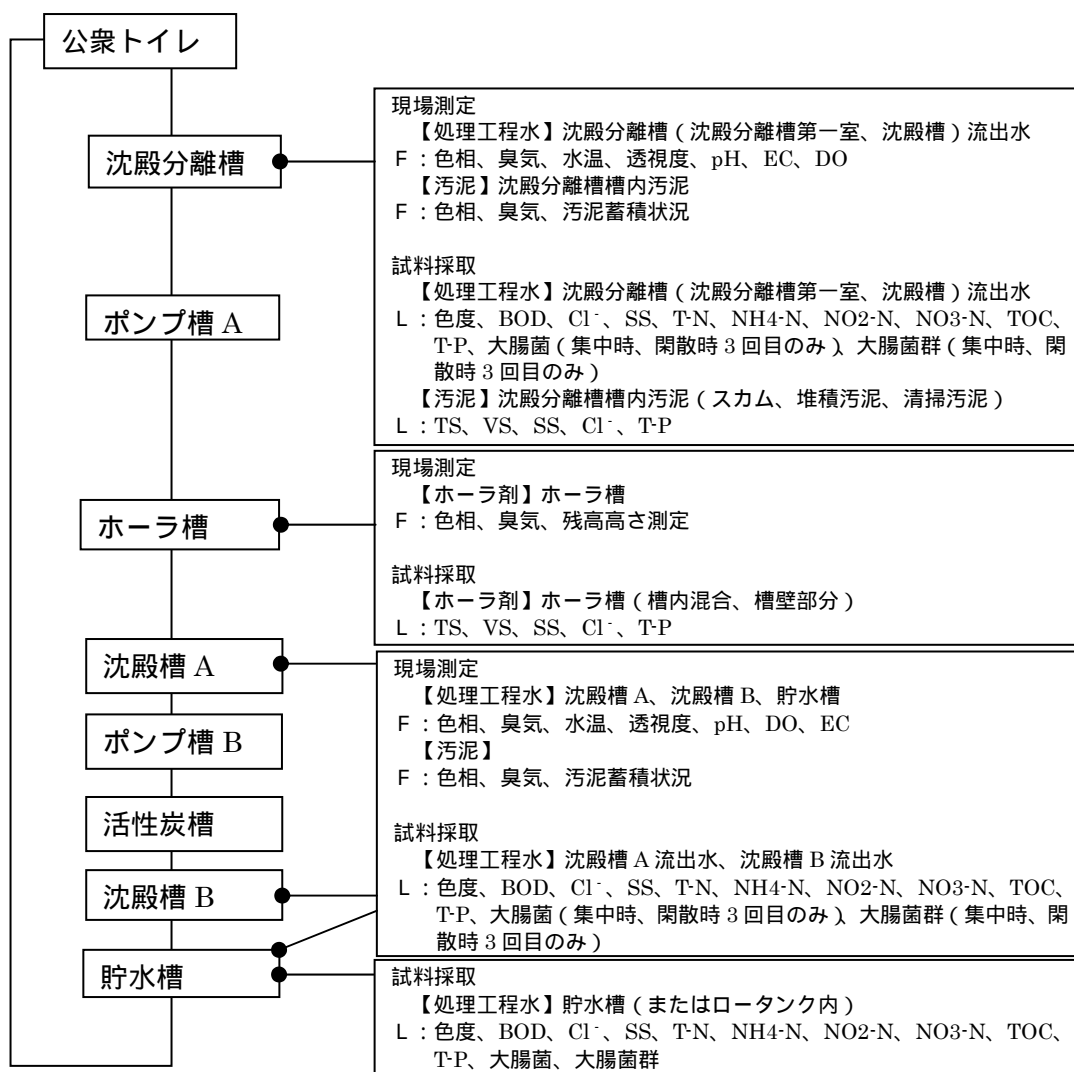 公衆トイレ
沈殿分離槽
ポンプ槽 A
ホーラ槽
沈殿槽 A
ポンプ槽 B
活性炭槽
沈殿槽 B
貯水槽
現場測定
【処理工程水】沈殿分離槽(沈殿分離槽第一室、沈殿槽)流出水
F:色相、臭気、水温、透視度、pH、EC、DO
【汚泥】沈殿分離槽槽内汚泥
F:色相、臭気、汚泥蓄積状況
試料採取
【処理工程水】沈殿分離槽(沈殿分離槽第一室、沈殿槽)流出水
L:色度、BOD、Cl⁻、SS、T-N、NH4-N、NO2-N、NO3-N、TOC、
T-P、大腸菌(集中時、閑散時 3 回目のみ)、大腸菌群(集中時、閑
散時 3 回目のみ)
【汚泥】沈殿分離槽槽内汚泥(スカム、堆積汚泥、清掃汚泥)
L:TS、VS、SS、Cl⁻、T-P
現場測定
【ホーラ剤】ホーラ槽
F:色相、臭気、残高高さ測定
試料採取
【ホーラ剤】ホーラ槽(槽内混合、槽壁部分)
L:TS、VS、SS、Cl⁻、T-P
現場測定
【処理工程水】沈殿槽 A、沈殿槽 B、貯水槽
F:色相、臭気、水温、透視度、pH、DO、EC
【汚泥】
F:色相、臭気、汚泥蓄積状況
試料採取
【処理工程水】沈殿槽 A 流出水、沈殿槽 B 流出水
L:色度、BOD、Cl⁻、SS、T-N、NH4-N、NO2-N、NO3-N、TOC、
T-P、大腸菌(集中時、閑散時 3 回目のみ)、大腸菌群(集中時、閑
散時 3 回目のみ)
試料採取
【処理工程水】貯水槽(またはロータンク内)
L:色度、BOD、Cl⁻、SS、T-N、NH4-N、NO2-N、NO3-N、TOC、
T-P、大腸菌、大腸菌群